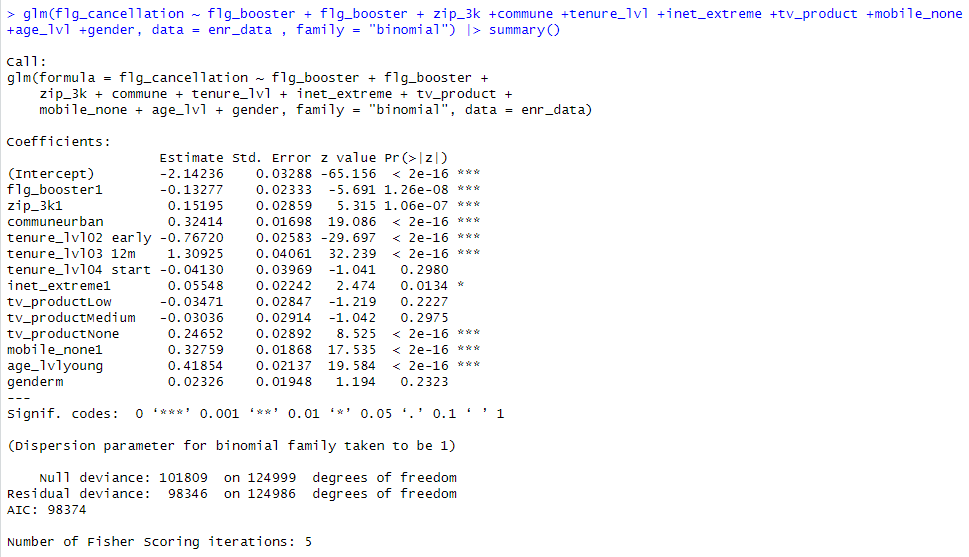 > glm(flg_cancellation ~ flg_booster + flg_booster + zip_3k +commune +tenure_lvl +inet_extreme +tv_product +mobile_none
+age_lvl +gender, data = enr_data , family = "binomial") |> summary()
Call:
glm(formula = flg_cancellation ~ flg_booster + flg_booster +
    zip_3k + commune + tenure_lvl + inet_extreme + tv_product +
    mobile_none + age_lvl + gender, family = "binomial", data = enr_data)
Coefficients:
                   Estimate Std. Error z value Pr(>|z|)
(Intercept)        -2.14236    0.03288 -65.156  < 2e-16 ***
flg_booster1       -0.13277    0.02333  -5.691 1.26e-08 ***
zip_3k1             0.15195    0.02859   5.315 1.06e-07 ***
communeurban        0.32414    0.01698  19.086  < 2e-16 ***
tenure_lvl02 early -0.76720    0.02583 -29.697  < 2e-16 ***
tenure_lvl03 12m    1.30925    0.04061  32.239  < 2e-16 ***
tenure_lvl04 start -0.04130    0.03969  -1.041   0.2980
inet_extreme1       0.05548    0.02242   2.474   0.0134 *
tv_productLow      -0.03471    0.02847  -1.219   0.2227
tv_productMedium   -0.03036    0.02914  -1.042   0.2975
tv_productNone      0.24652    0.02892   8.525  < 2e-16 ***
mobile_none1        0.32759    0.01868  17.535  < 2e-16 ***
age_lvlyoung        0.41854    0.02137  19.584  < 2e-16 ***
genderm             0.02326    0.01948   1.194   0.2323
---
Signif. codes:  0 ‘***’ 0.001 ‘**’ 0.01 ‘*’ 0.05 ‘.’ 0.1 ‘ ’ 1
(Dispersion parameter for binomial family taken to be 1)
    Null deviance: 101809  on 124999  degrees of freedom
Residual deviance:  98346  on 124986  degrees of freedom
AIC: 98374
Number of Fisher Scoring iterations: 5